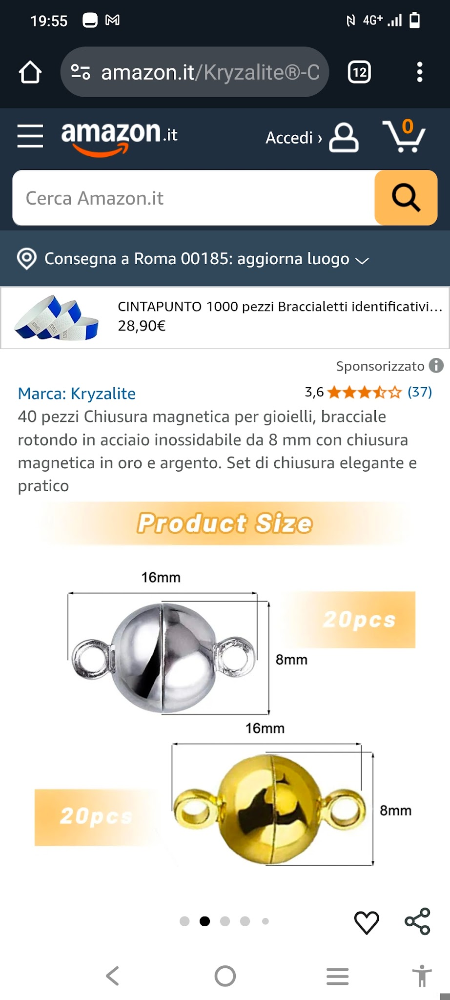 19:55
4G+
amazon.it/Kryzalite®-C
12
amazon.it
Accedi ›
0
Cerca Amazon.it
Consegna a Roma 00185: aggiorna luogo
CINTAPUNTO 1000 pezzi Braccialetti identificativi...
28,90€
Sponsorizzato
Marca: Kryzalite
3,6
(37)
40 pezzi Chiusura magnetica per gioielli, bracciale
rotondo in acciaio inossidabile da 8 mm con chiusura
magnetica in oro e argento. Set di chiusura elegante e
pratico
Product Size
16mm
20pcs
8mm
16mm
20pcs
8mm